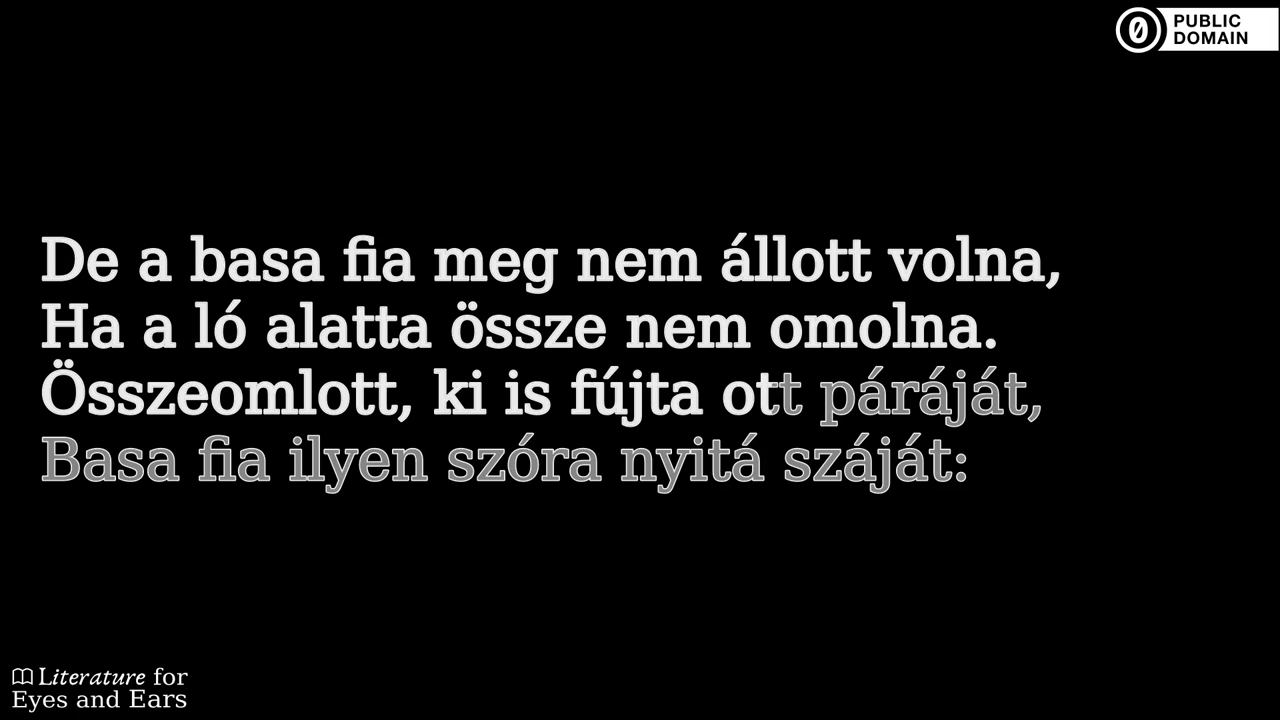 PUBLIC
DOMAIN
De a basa fia meg nem állott volna,
Ha a ló alatta össze nem omolna.
Összeomlott, ki is fújta ott páráját,
Basa fia ilyen szóra nyitá száját:
Literature for
Eyes and Ears